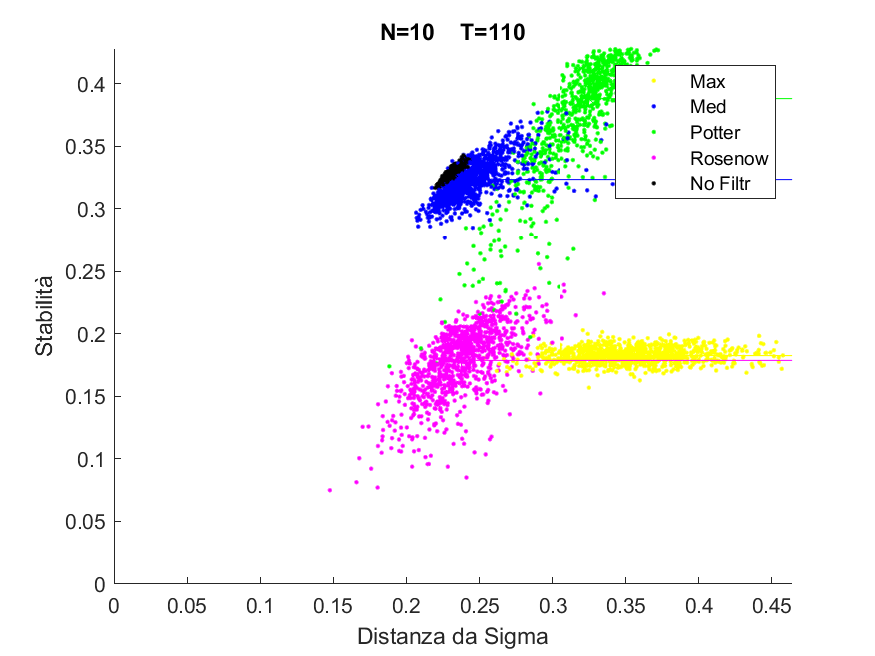 N=10 T=110
0.4
0.35
0.3
0.25
0.2
0.15
0.1
0.05
0
Stabilità
Max
Med
Potter
Rosenow
No Filtr
0 0.05 0.1 0.15 0.2 0.25 0.3 0.35 0.4 0.45
Distanza da Sigma